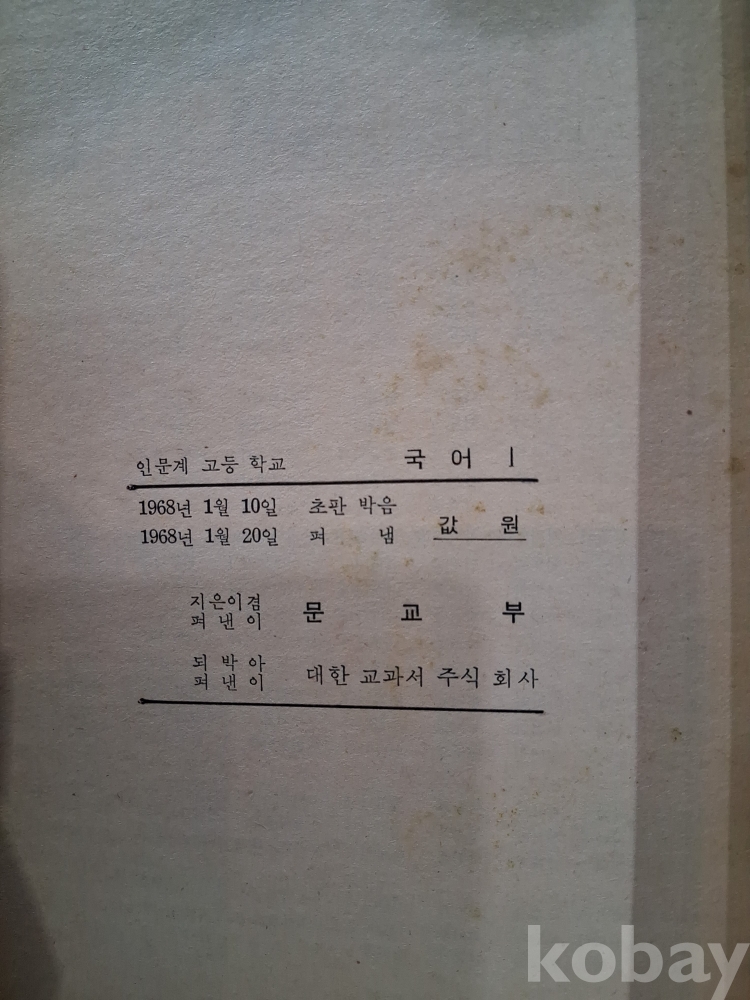 인문계 고등 학교 국어 Ⅰ
1968년 1월 10일 초판 박음
1968년 1월 20일 펴 냄 값 원
지은이겸
펴 낸 이 문 교 부
되 박 아
펴 낸 이 대한 교과서 주식 회사
kobay